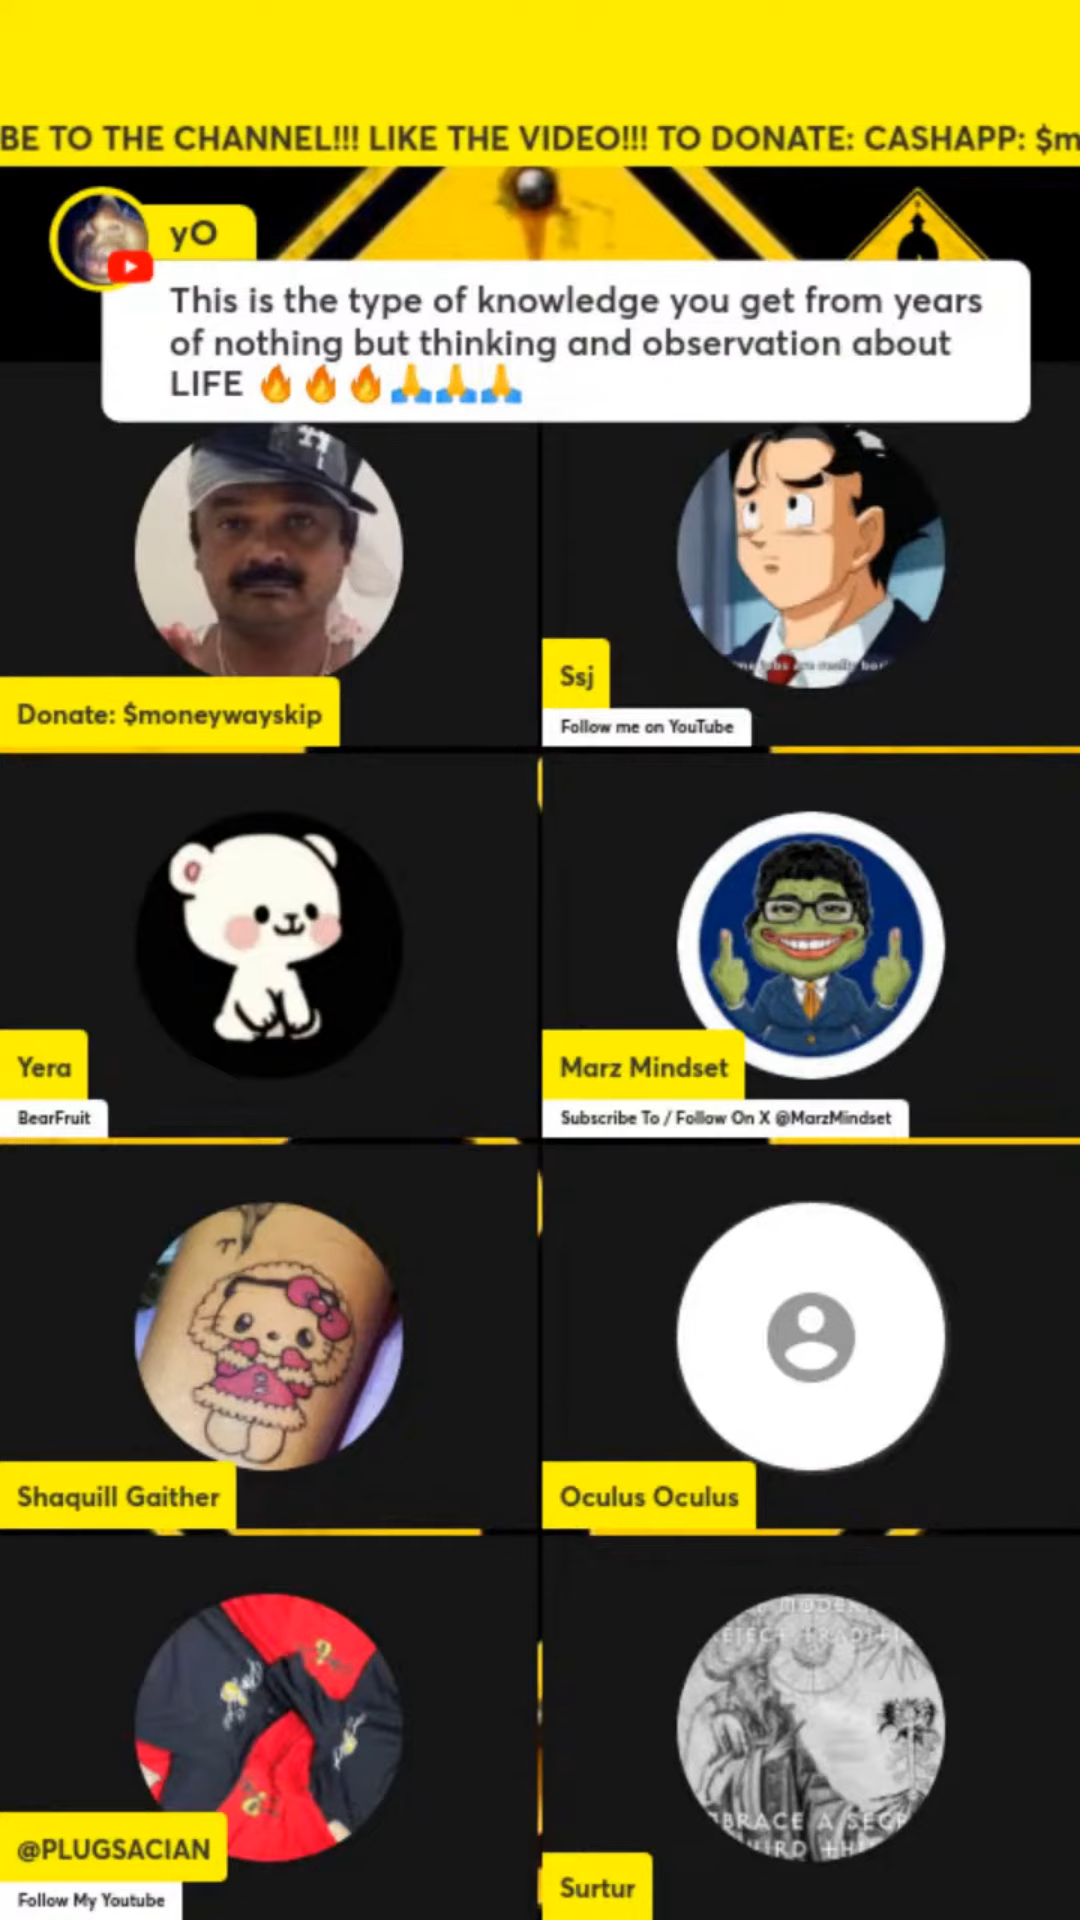 BE TO THE CHANNEL!!! LIKE THE VIDEO!!! TO DONATE: CASHAPP: $m
yO
This is the type of knowledge you get from years
of nothing but thinking and observation about
LIFE 🔥🔥🔥🙏🙏🙏
Donate: $moneywayskip
Ssj
Follow me on YouTube
Yera
BearFruit
Marz Mindset
Subscribe To / Follow On X @MarzMindset
Shaquill Gaither
Oculus Oculus
@PLUGSACIAN
Follow My Youtube
Surtur